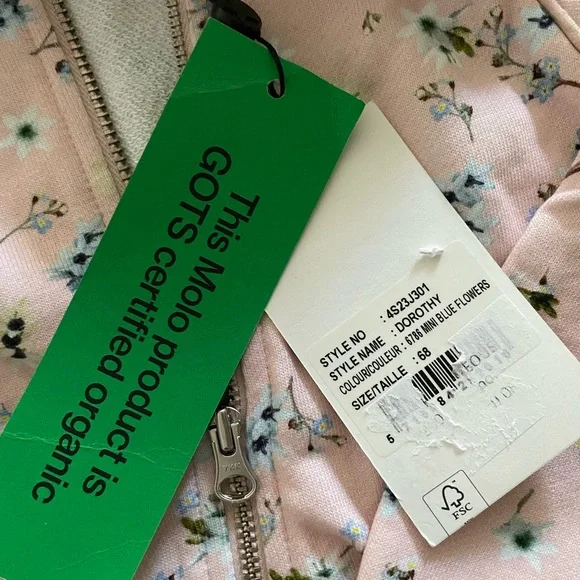 This Molo product is
GOTS certified organic
STYLE NO : 4S23J301
STYLE NAME : DOROTHY
COLOUR/COULEUR : 6786 MINI BLUE FLOWERS
SIZE/TAILLE : 68
FSC